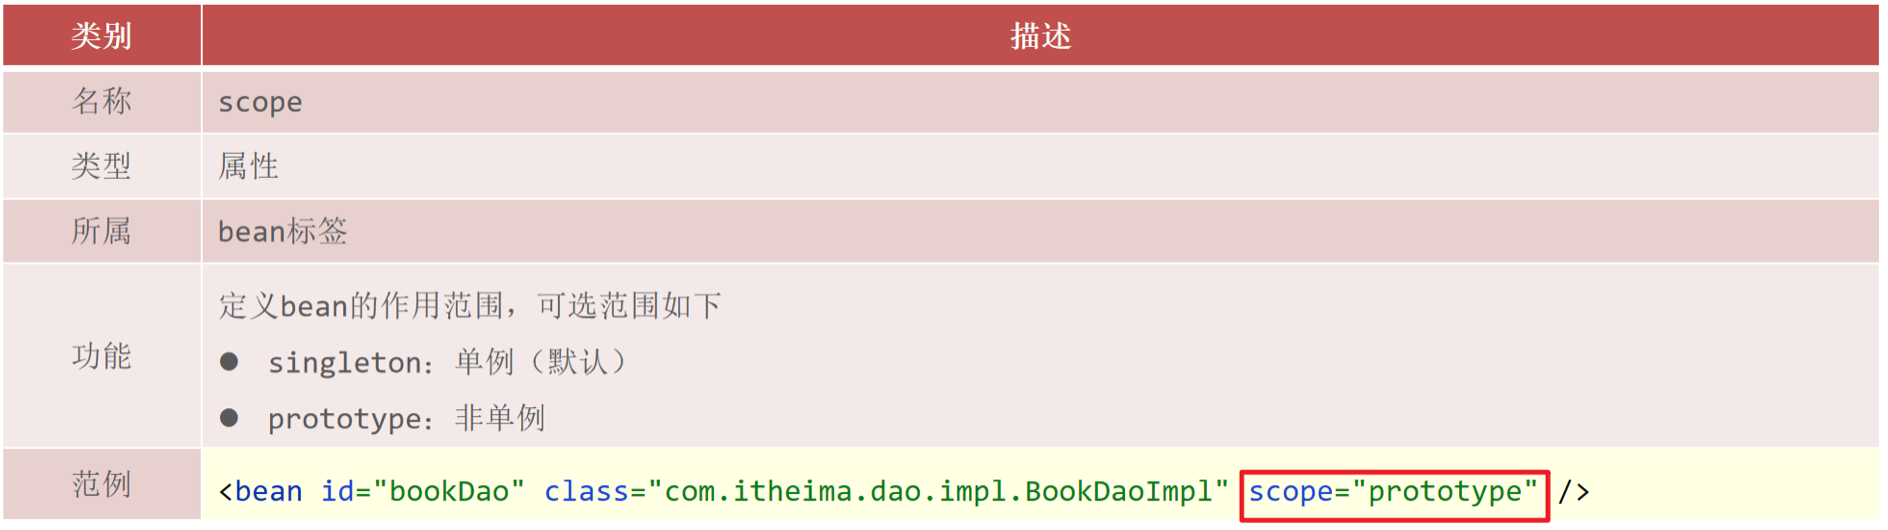 类别 描述
名称 scope
类型 属性
所属 bean标签
定义bean的作用范围，可选范围如下
功能 ● singleton：单例（默认）
● prototype：非单例
范例 <bean id="bookDao" class="com.itheima.dao.impl.BookDaoImpl" scope="prototype" />